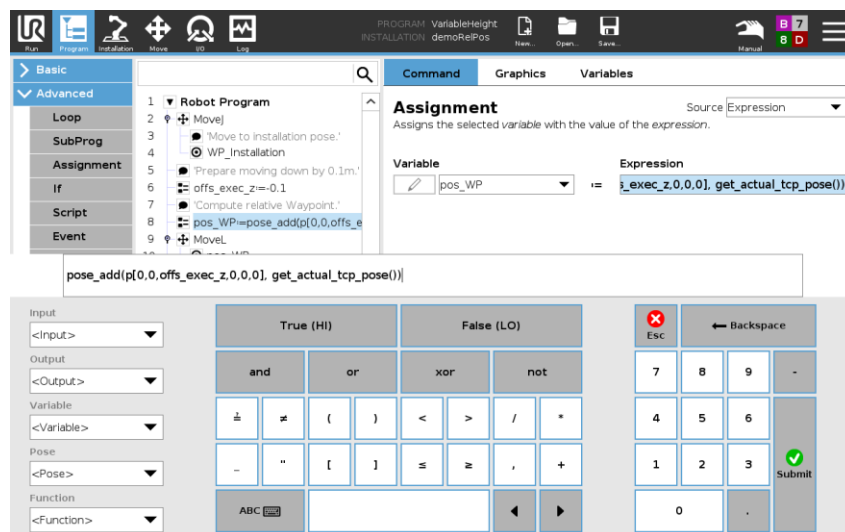 PROGRAM VariableHeight
INSTALLATION demoRelPos
Run Program Installation Move I/O Log New... Open... Save... Manual B 7 8 D
Basic
Advanced
Loop
SubProg
Assignment
If
Script
Event
1 Robot Program
2 MoveJ
3 'Move to installation pose.'
4 WP_Installation
5 'Prepare moving down by 0.1m.'
6 offs_exec_z:=-0.1
7 'Compute relative Waypoint.'
8 pos_WP:=pose_add(p[0,0,offs_e
9 MoveL
Command Graphics Variables
Assignment
Source Expression
Assigns the selected variable with the value of the expression.
Variable Expression
pos_WP := s_exec_z,0,0,0], get_actual_tcp_pose())
pose_add(p[0,0,offs_exec_z,0,0,0], get_actual_tcp_pose())
Input
<Input>
Output
<Output>
Variable
<Variable>
Pose
<Pose>
Function
<Function>
True (HI) False (LO)
and or xor not
≟ ≠ ( ) < > / *
_ " [ ] ≤ ≥ , +
ABC
Esc Backspace
7 8 9 -
4 5 6
1 2 3 Submit
0 .